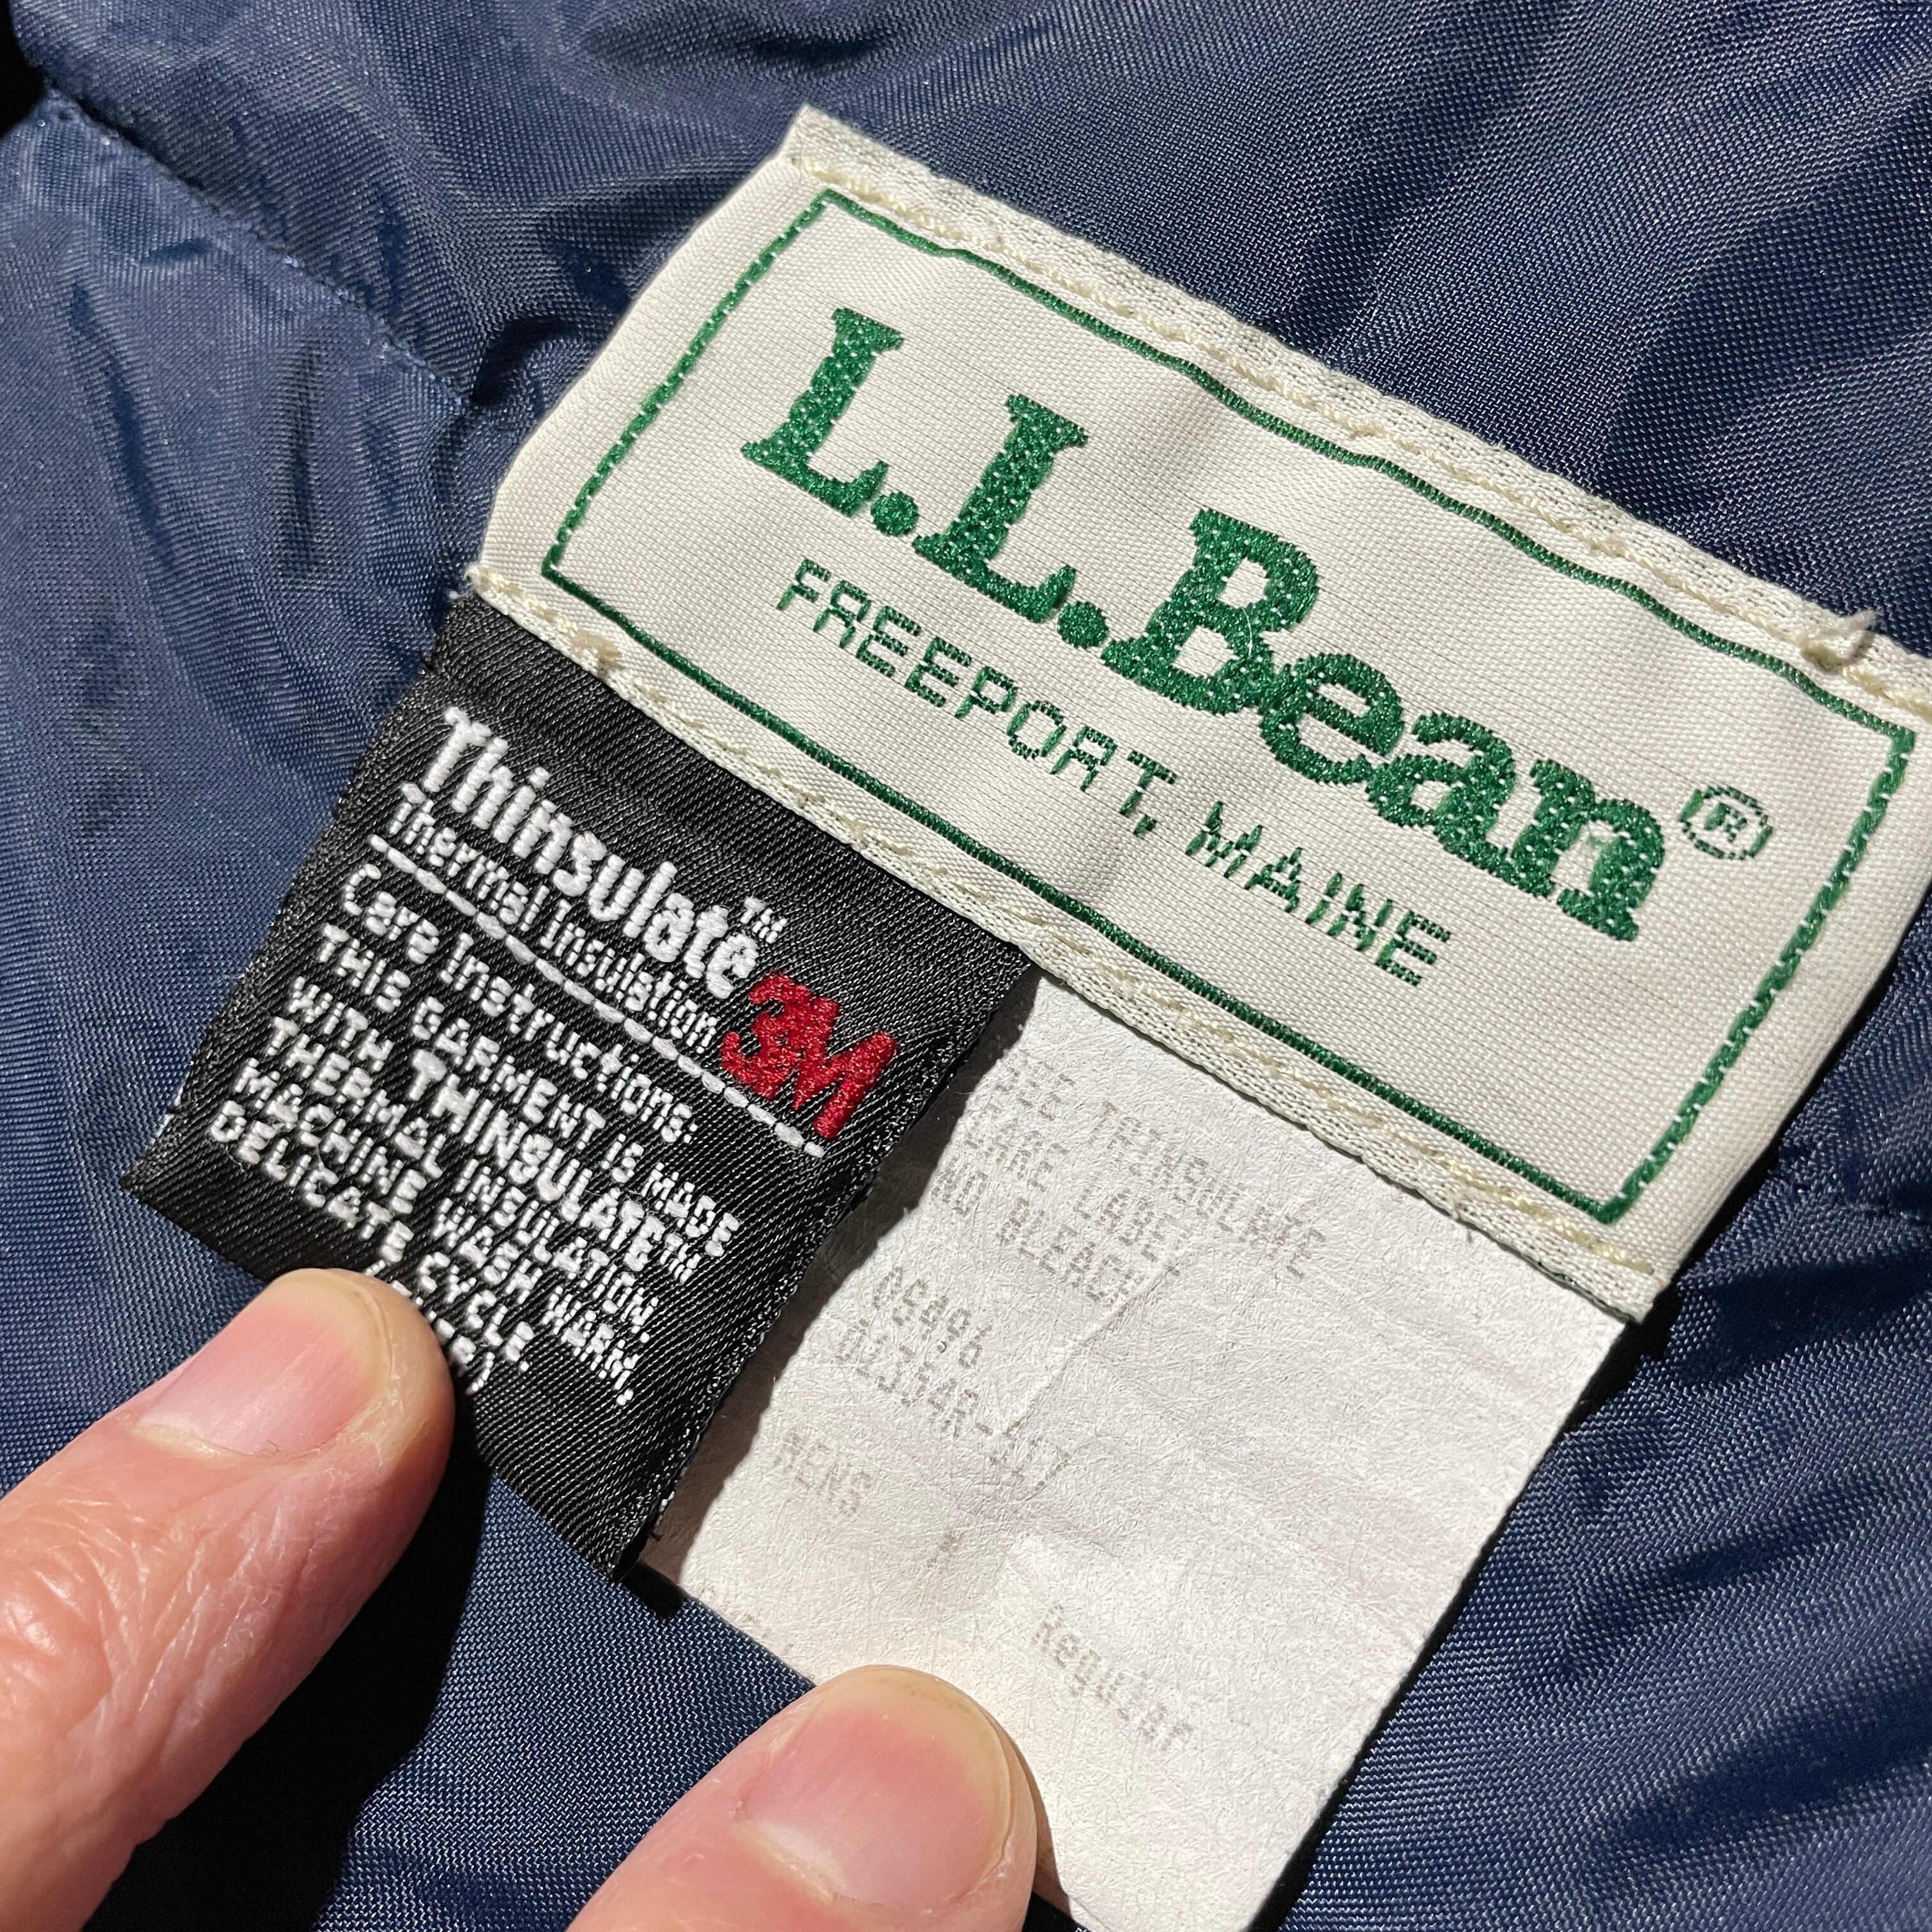 L.L.Bean®
FREEPORT, MAINE
Thinsulate™
Thermal Insulation 3M
Care Instructions:
THIS GARMENT IS MADE
WITH THINSULATE™
THERMAL INSULATION.
MACHINE WASH WARM,
DELICATE CYCLE.
SEE THINSULATE
CARE LABEL
NO BLEACH
MENS
Regular